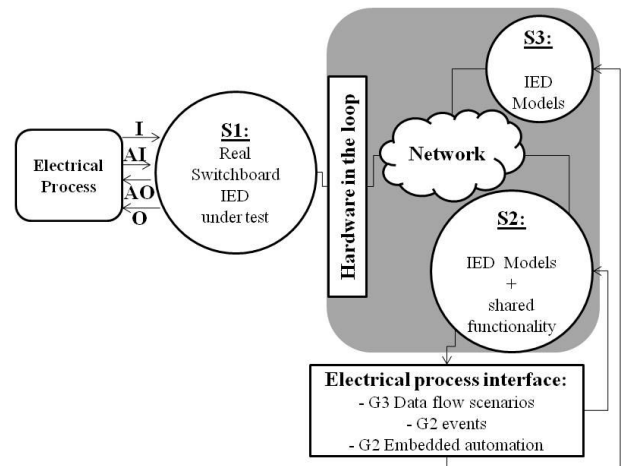 Electrical
Process
I
AI
AO
O
S1:
Real
Switchboard
IED
under test
Hardware in the loop
Network
S3:
IED
Models
S2:
IED Models
+
shared
functionality
Electrical process interface:
- G3 Data flow scenarios
- G2 events
- G2 Embedded automation